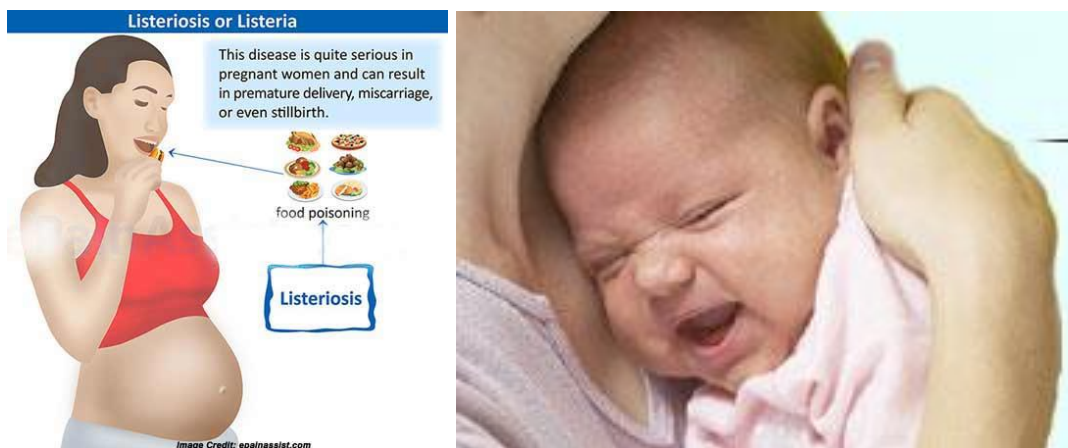 Listeriosis or Listeria
This disease is quite serious in
pregnant women and can result
in premature delivery, miscarriage,
or even stillbirth.
food poisoning
Listeriosis
Image Credit: epainassist.com